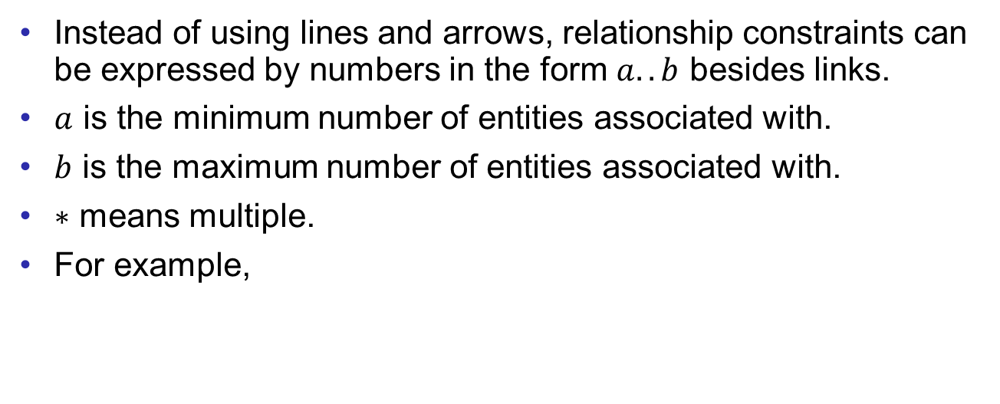 • Instead of using lines and arrows, relationship constraints can
be expressed by numbers in the form a..b besides links.
• a is the minimum number of entities associated with.
• b is the maximum number of entities associated with.
• * means multiple.
• For example,